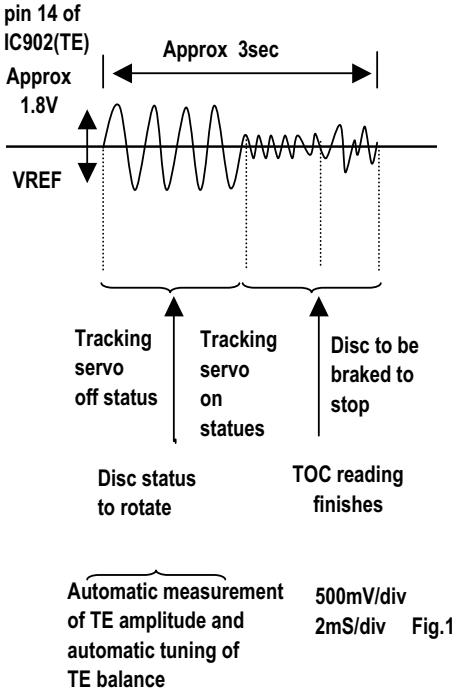 pin 14 of
IC902(TE)
Approx 3sec
Approx
1.8V
VREF
Tracking
servo
off status
Tracking
servo
on
statues
Disc to be
braked to
stop
Disc status
to rotate
TOC reading
finishes
Automatic measurement
of TE amplitude and
automatic tuning of
TE balance
500mV/div
2mS/div Fig.1